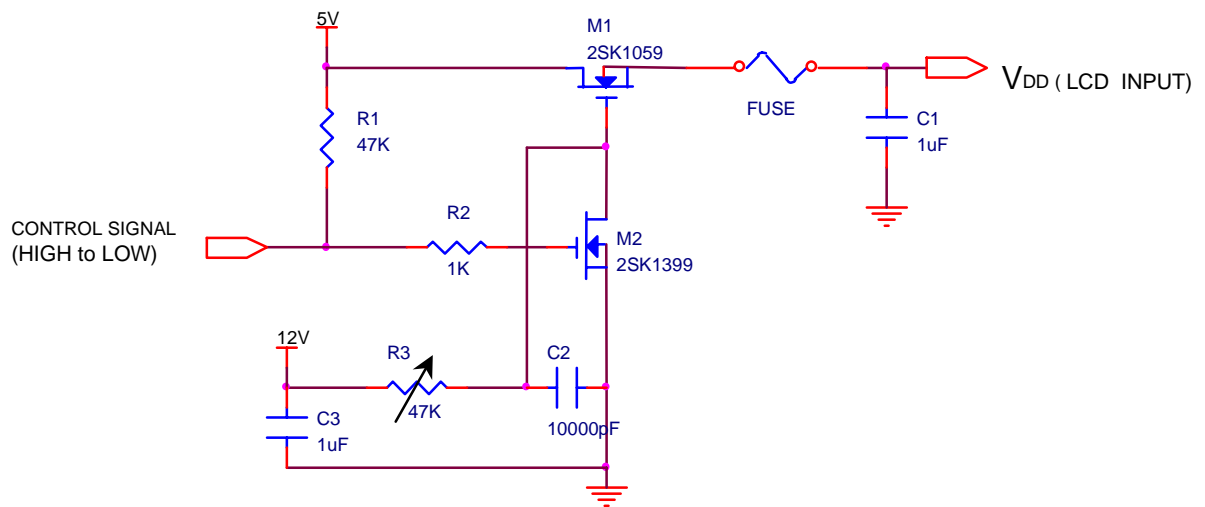 5V
M1
2SK1059
FUSE
VDD ( LCD INPUT)
R1
47K
C1
1uF
CONTROL SIGNAL
(HIGH to LOW)
R2
1K
M2
2SK1399
12V
R3
47K
C2
10000pF
C3
1uF